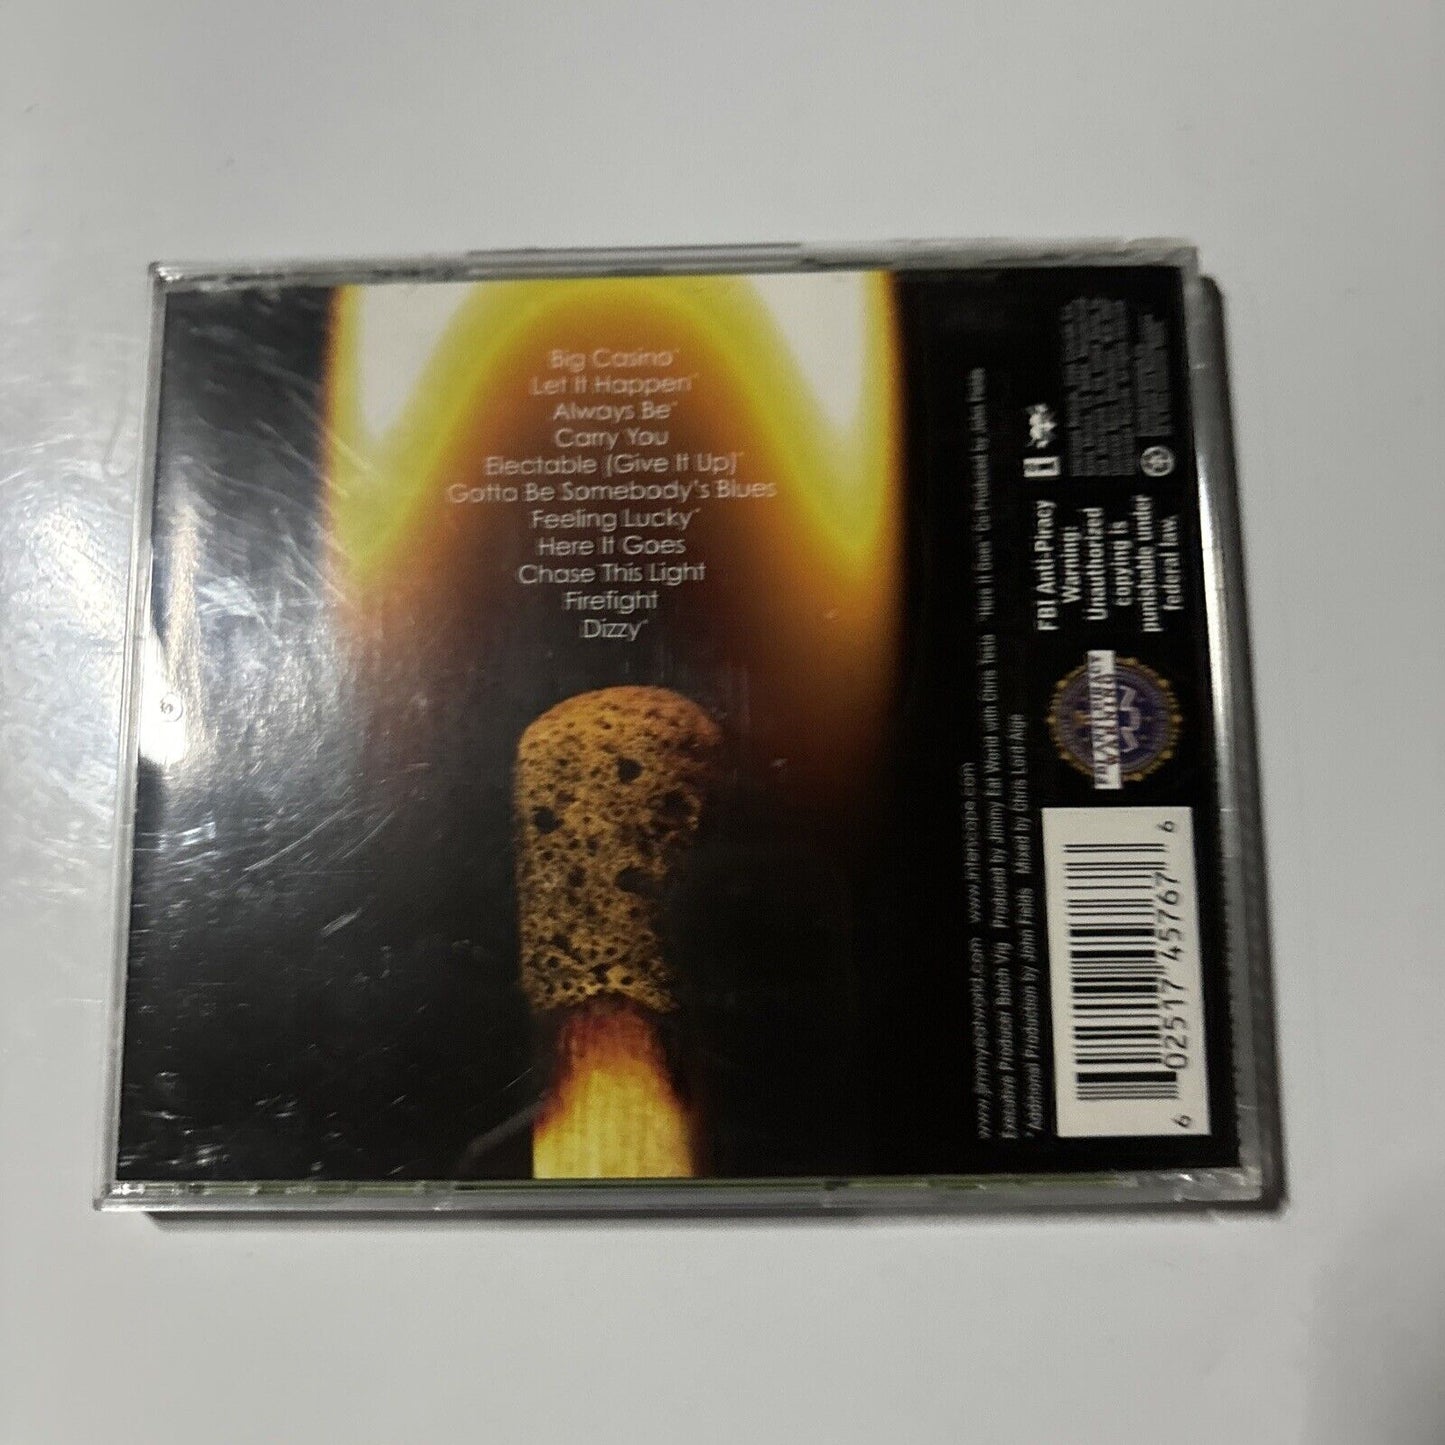 Big Casino*
Let It Happen*
Always Be*
Carry You
Electable (Give It Up)*
Gotta Be Somebody's Blues
Feeling Lucky*
Here It Goes
Chase This Light
Firefight
Dizzy*
www.jimmyeatworld.com www.interscope.com
Executive Producer Butch Vig Produced by Jimmy Eat World with Chris Testa "Here It Goes" Co-Produced by John Fields
*Additional Production by John Fields Mixed by Chris Lord Alge
FBI Anti-Piracy
Warning:
Unauthorized
copying is
punishable under
federal law.
6 02517 45767 6